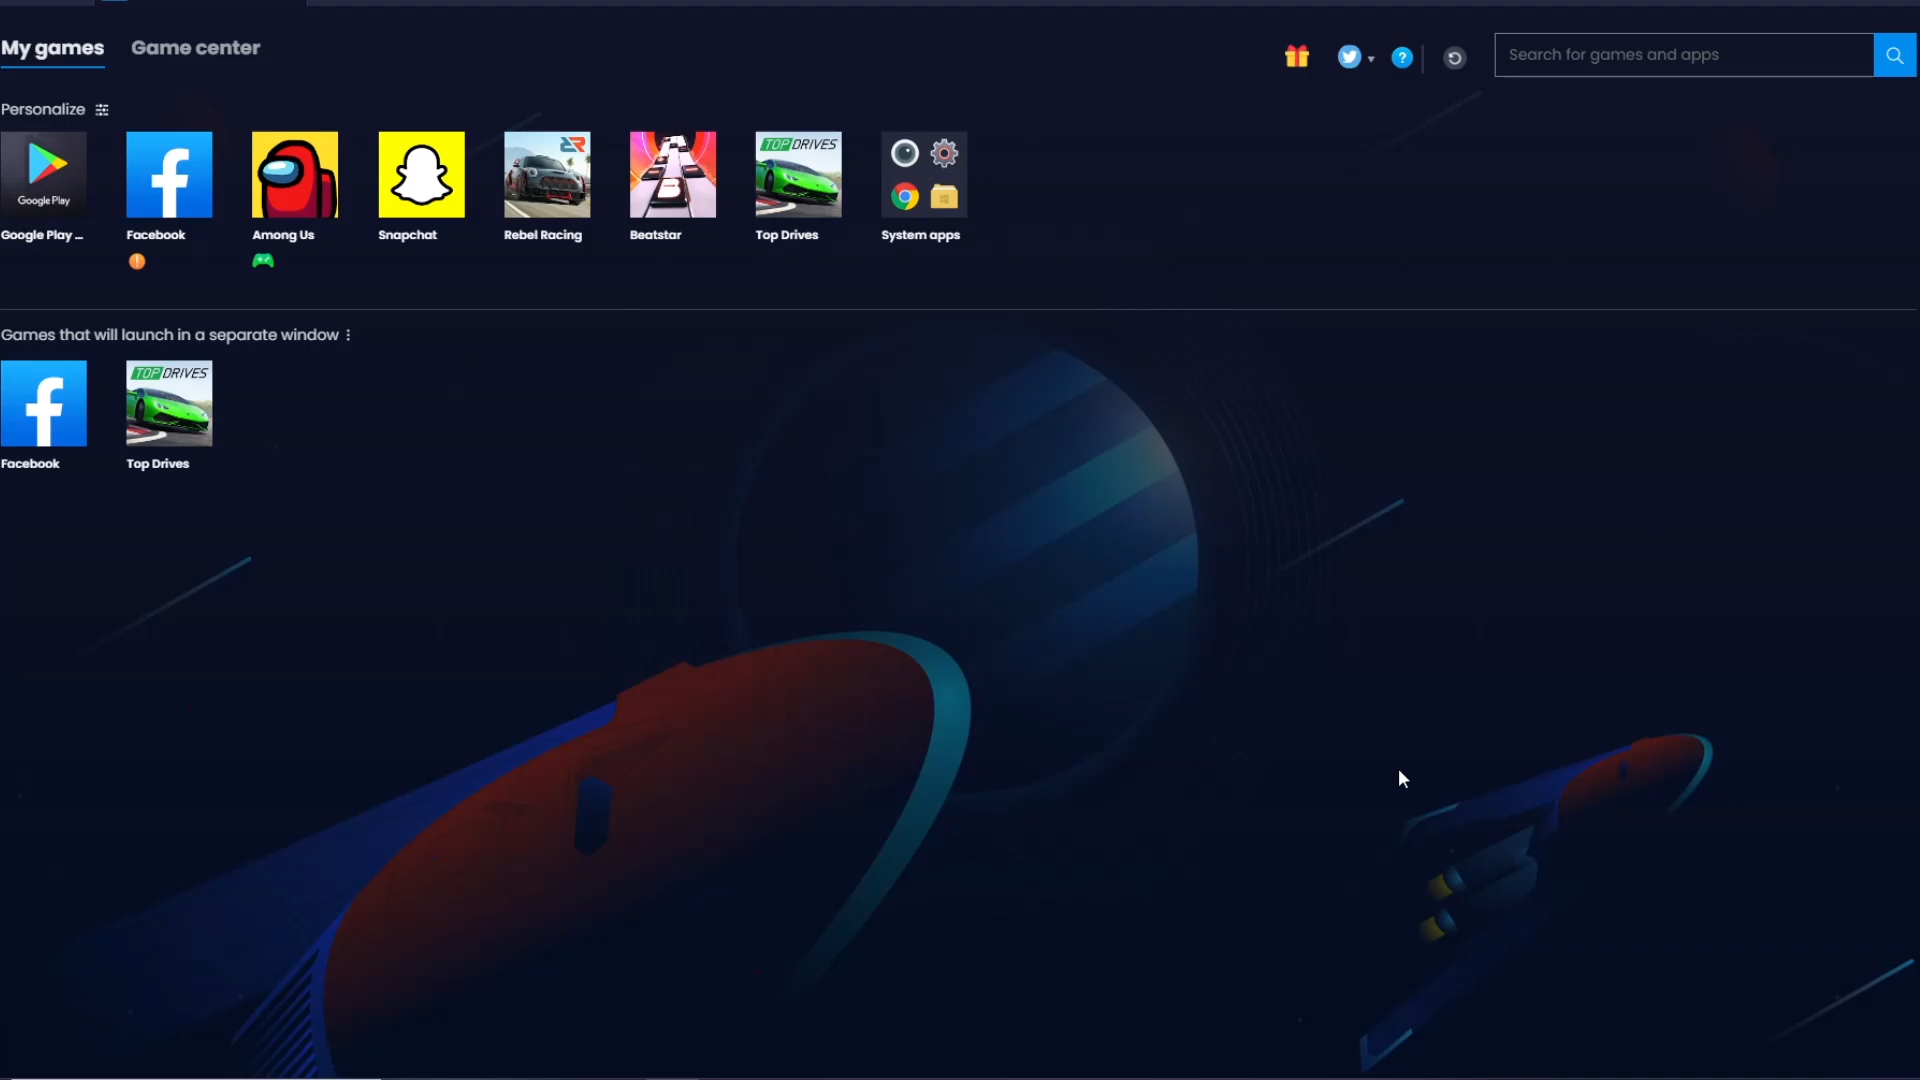 My games
Game center
Search for games and apps
Personalize
Google Play
TOP DRIVES
Google Play ...
Facebook
Among Us
Snapchat
Rebel Racing
Beatstar
Top Drives
System apps
Games that will launch in a separate window
TOP DRIVES
Facebook
Top Drives